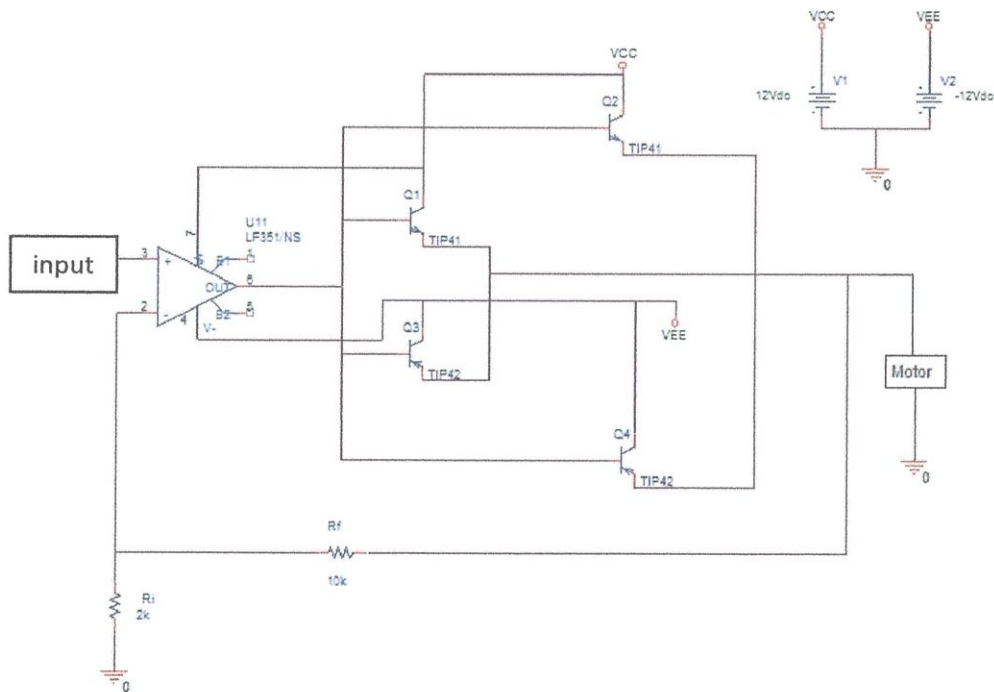 VCC
VEE
V1
V2
12Vdc
-12Vdc
0
VCC
Q2
TIP41
Q1
TIP41
U11
LF351/NS
7
3
+
B1
1
OUT
6
2
-
4
V-
B2
5
input
Q3
TIP42
VEE
Motor
0
Q4
TIP42
Rf
10k
Ri
2k
0